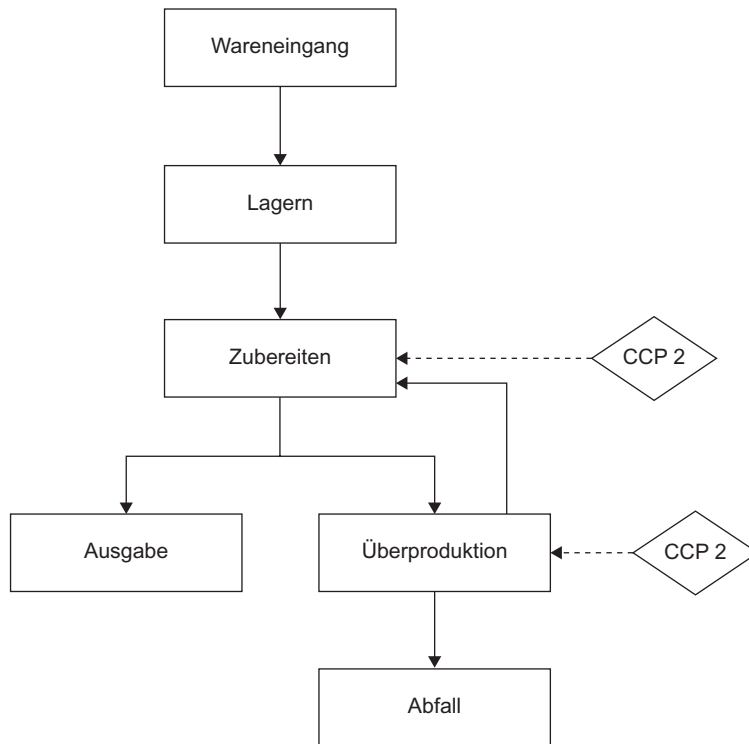 Wareneingang
Lagern
Zubereiten
CCP 2
Ausgabe
Überproduktion
CCP 2
Abfall